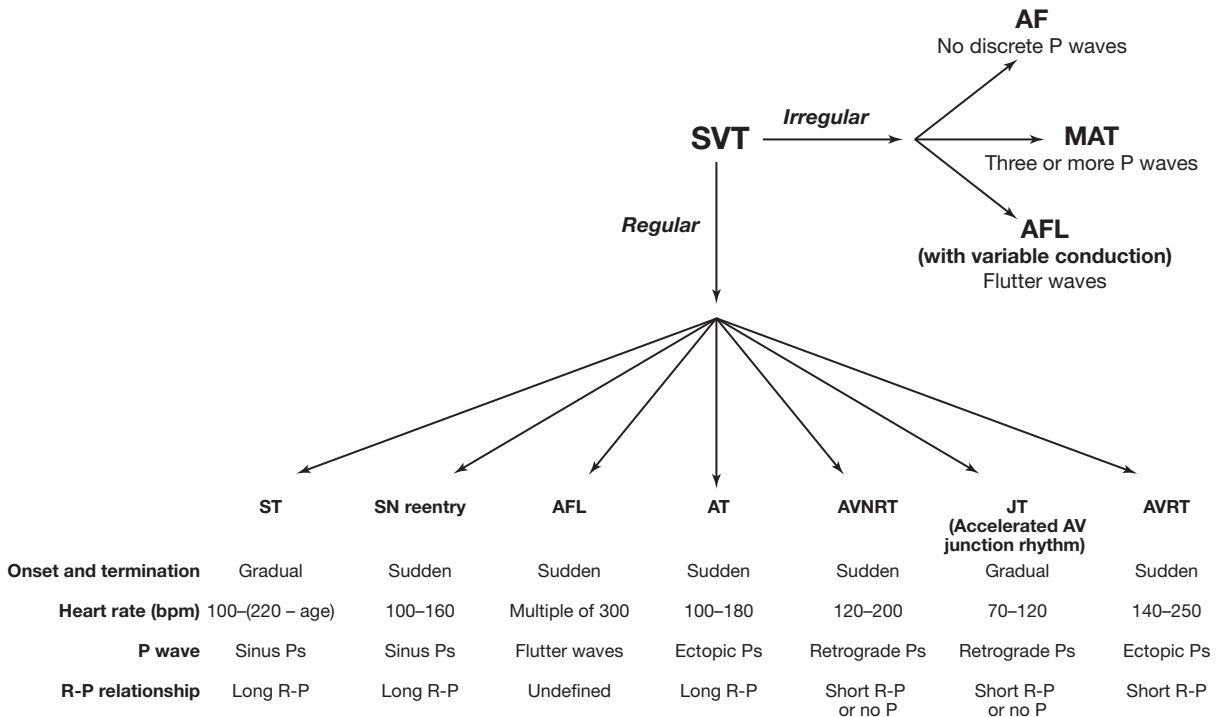 AF
No discrete P waves
Irregular
SVT
MAT
Three or more P waves
Regular
AFL
(with variable conduction)
Flutter waves
ST SN reentry AFL AT AVNRT JT AVRT
(Accelerated AV
junction rhythm)
Onset and termination Gradual Sudden Sudden Sudden Sudden Gradual Sudden
Heart rate (bpm) 100–(220 – age) 100–160 Multiple of 300 100–180 120–200 70–120 140–250
P wave Sinus Ps Sinus Ps Flutter waves Ectopic Ps Retrograde Ps Retrograde Ps Ectopic Ps
R-P relationship Long R-P Long R-P Undefined Long R-P Short R-P Short R-P Short R-P
or no P or no P